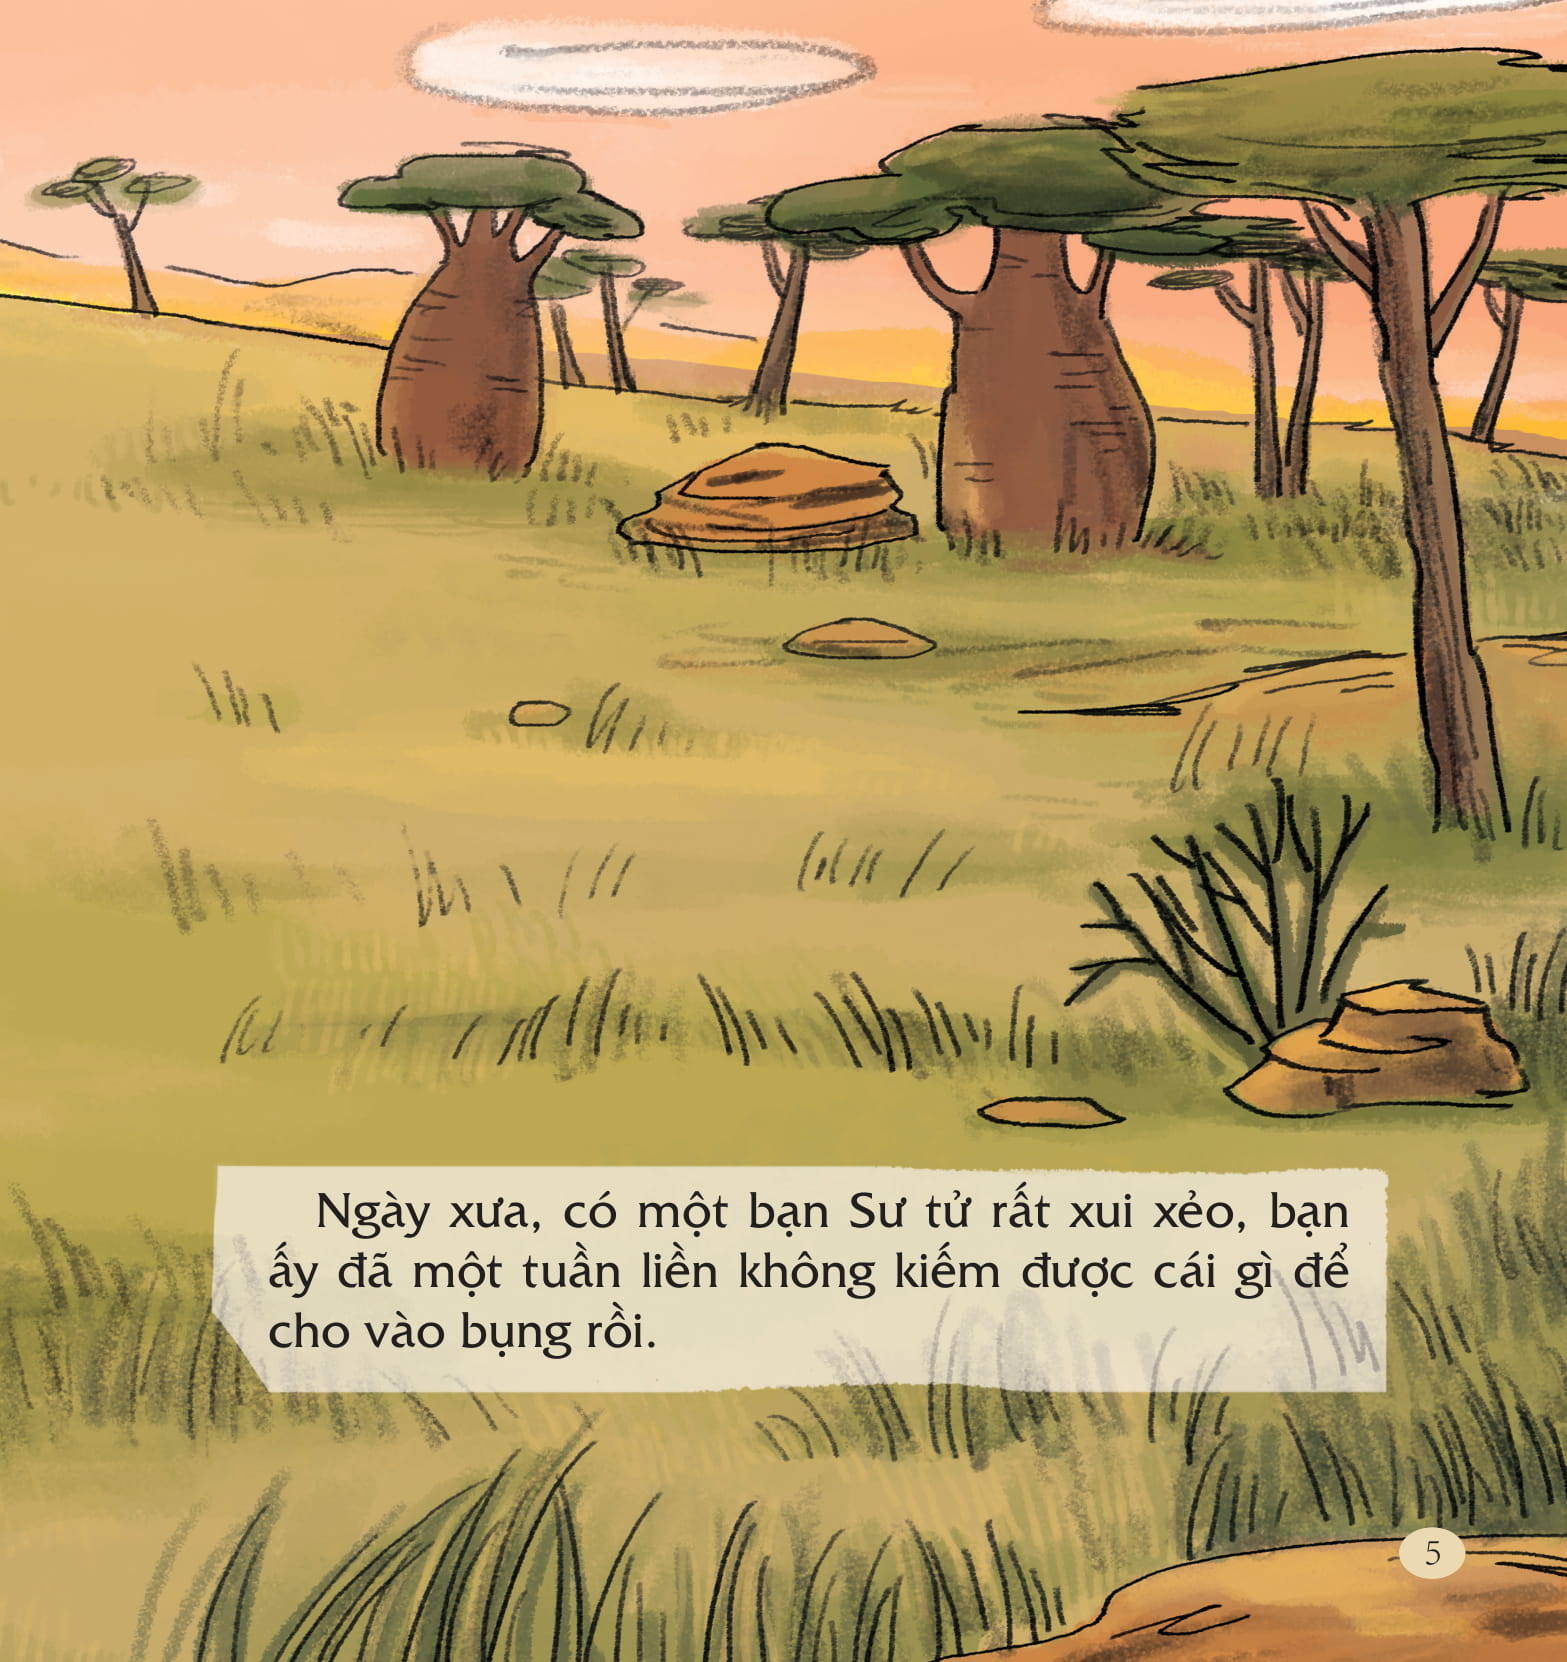 Ngày xưa, có một bạn Sư tử rất xui xẻo, bạn
ấy đã một tuần liền không kiếm được cái gì để
cho vào bụng rồi.
5